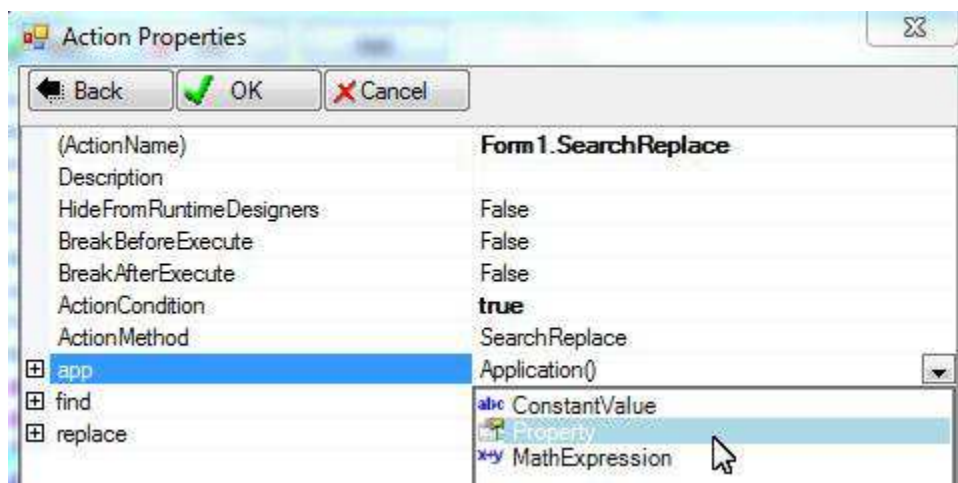 Action Properties
Back OK Cancel
(ActionName) Form1.SearchReplace
Description
HideFromRuntimeDesigners False
BreakBeforeExecute False
BreakAfterExecute False
ActionCondition true
ActionMethod SearchReplace
app Application()
find abc ConstantValue
Property
replace x+y MathExpression